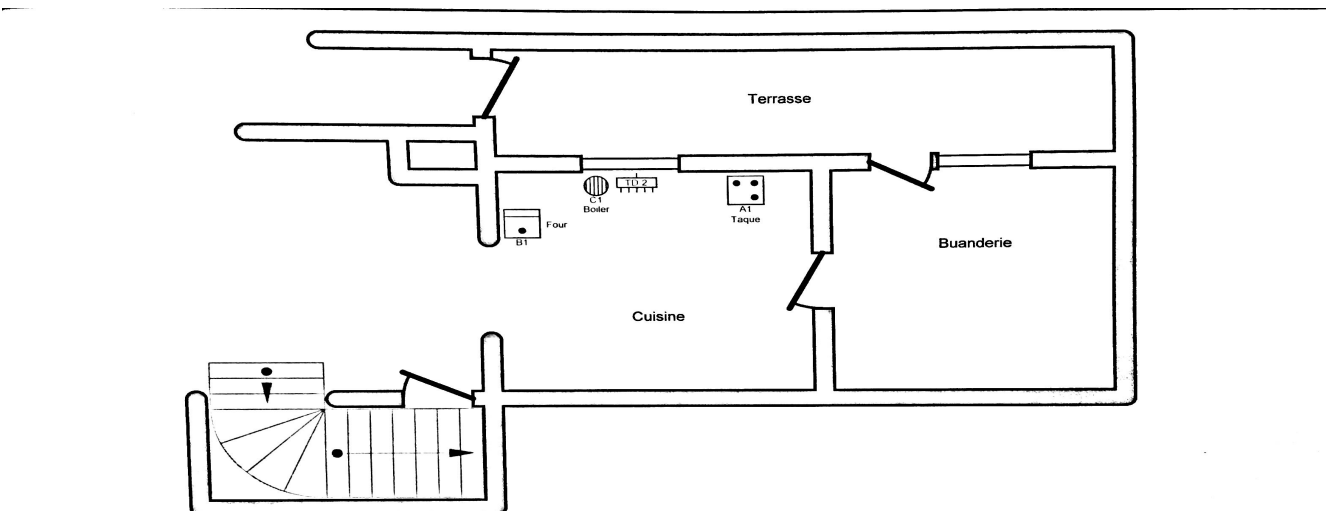 Terrasse
TD 2
C1
Boiler
A1
Taque
Four
B1
Buanderie
Cuisine